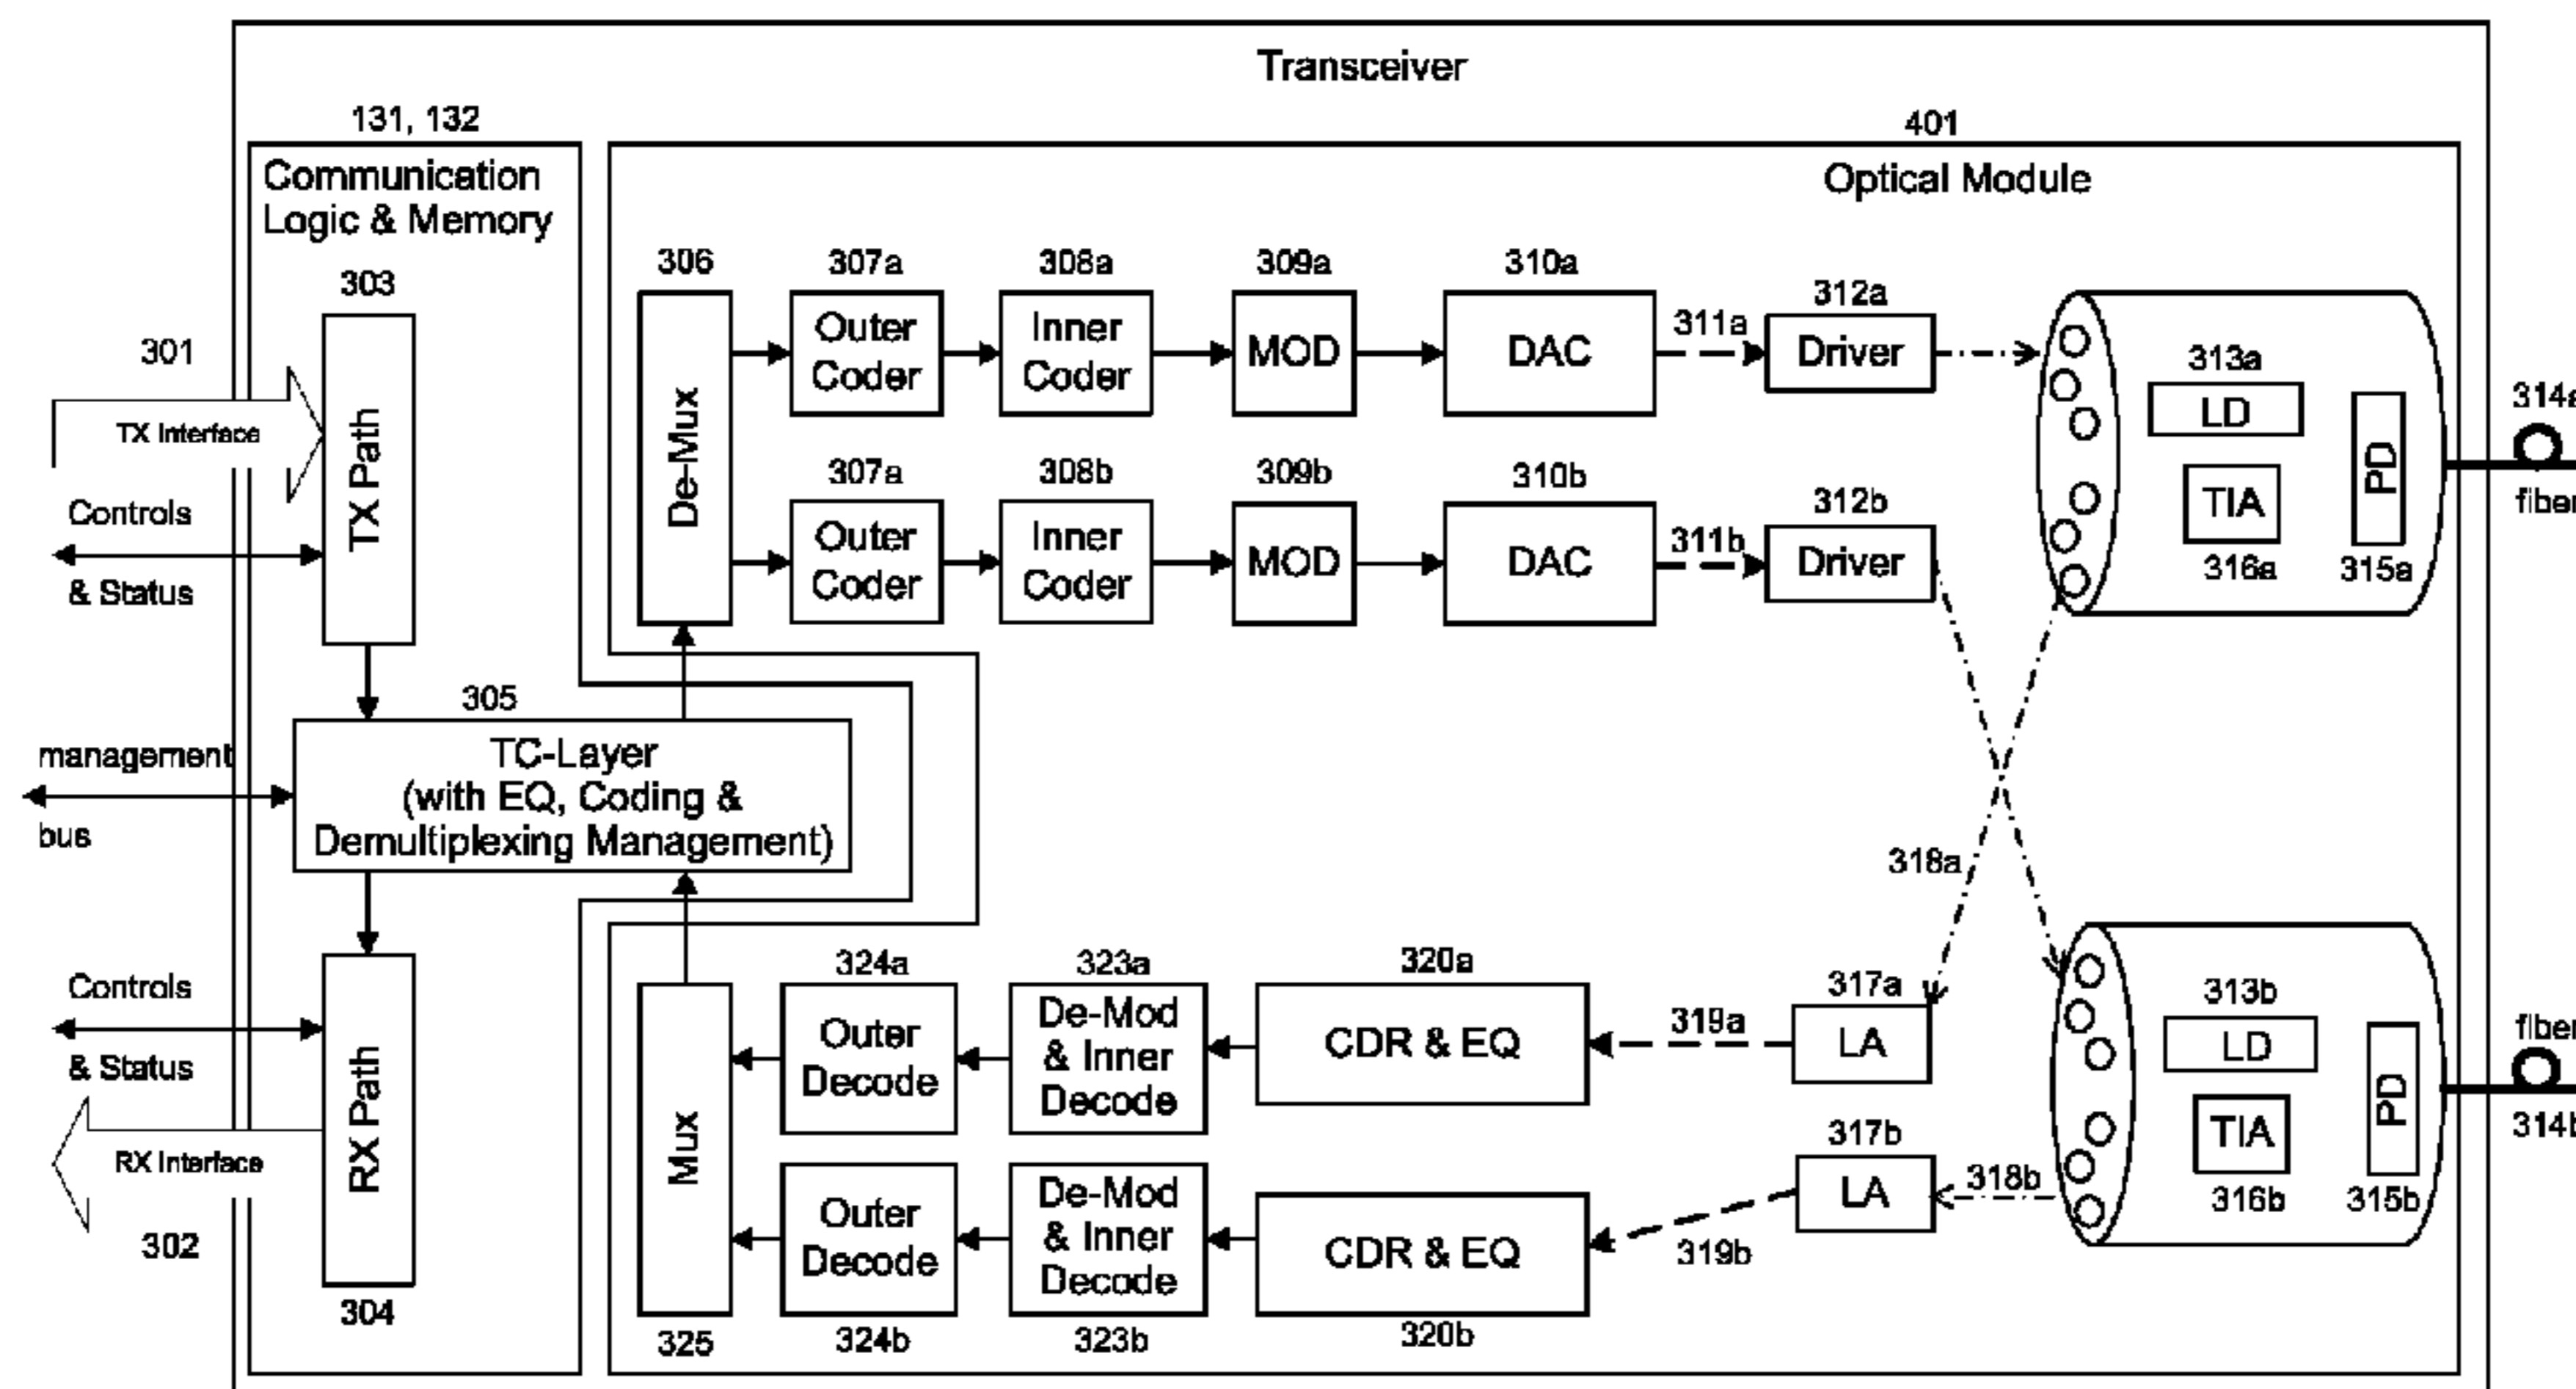 Transceiver
131, 132
401
Communication
Logic & Memory
Optical Module
303
306
307a
308a
309a
310a
311a
312a
301
TX Interface
TX Path
De-Mux
Outer
Coder
Inner
Coder
MOD
DAC
Driver
313a
LD
TIA
316a
PD
315a
314a
fiber
Controls
& Status
307a
308b
309b
310b
311b
312b
Outer
Coder
Inner
Coder
MOD
DAC
Driver
305
management
bus
TC-Layer
(with EQ, Coding &
Demultiplexing Management)
318a
324a
323a
320a
319a
317a
Controls
& Status
RX Path
RX Interface
302
304
Mux
325
Outer
Decode
De-Mod
& Inner
Decode
CDR & EQ
LA
313b
LD
TIA
316b
PD
315b
fiber
314b
317b
LA
318b
319b
Outer
Decode
De-Mod
& Inner
Decode
CDR & EQ
324b
323b
320b